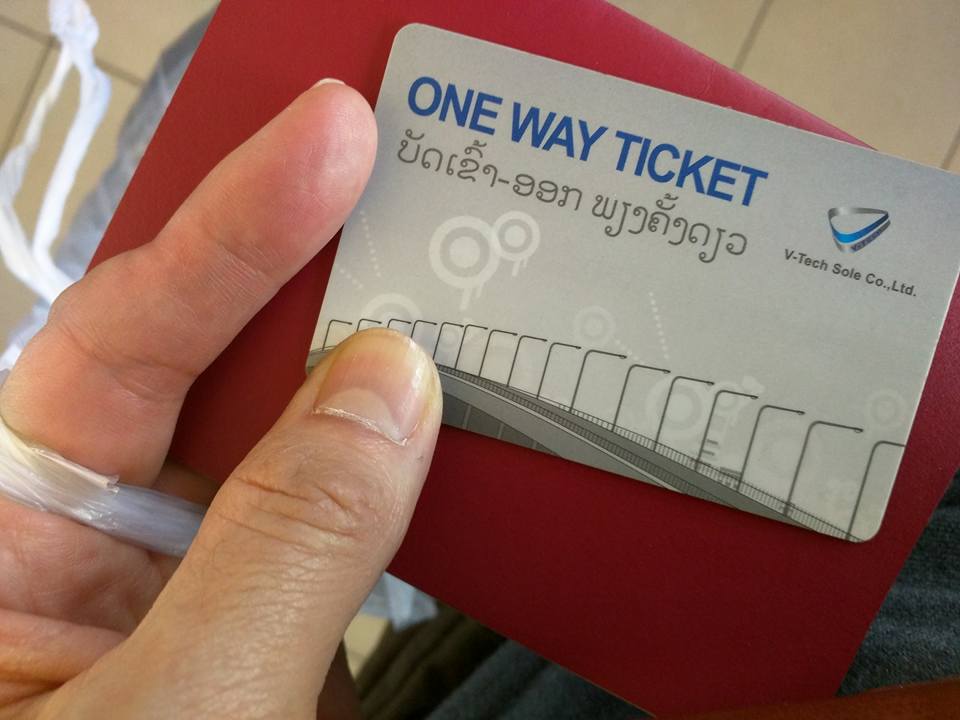 ONE WAY TICKET
ບັດເຂົ້າ-ອອກ ພຽງຄັ້ງດຽວ
V-TECH
V-Tech Sole Co.,Ltd.